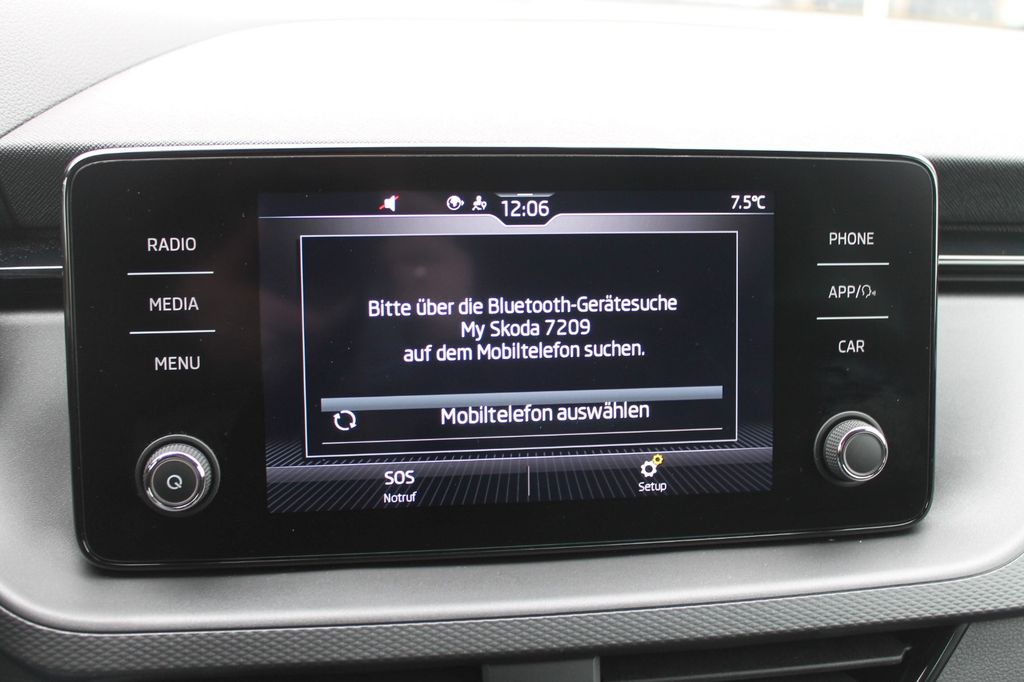 12:06
7.5°C
RADIO
MEDIA
MENU
PHONE
APP/
CAR
Bitte über die Bluetooth-Gerätesuche
My Skoda 7209
auf dem Mobiltelefon suchen.
Mobiltelefon auswählen
SOS
Notruf
Setup